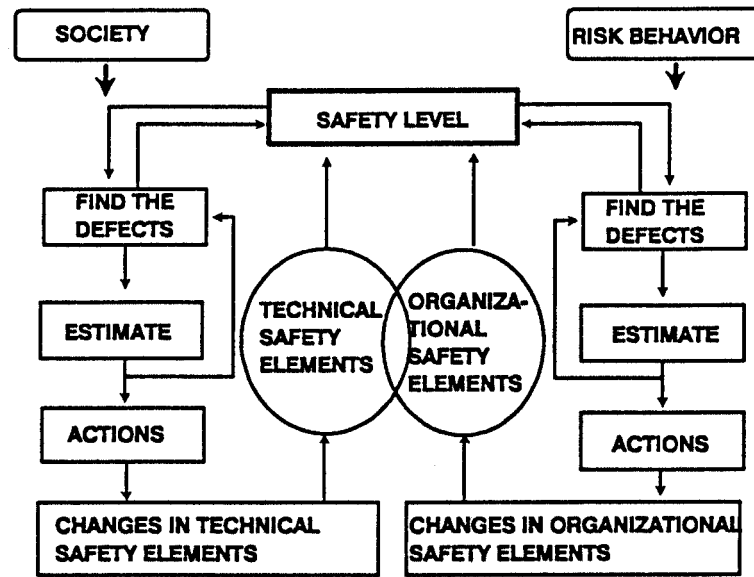 SOCIETY
RISK BEHAVIOR
SAFETY LEVEL
FIND THE
DEFECTS
FIND THE
DEFECTS
TECHNICAL
SAFETY
ELEMENTS
ORGANIZA-
TIONAL
SAFETY
ELEMENTS
ESTIMATE
ESTIMATE
ACTIONS
ACTIONS
CHANGES IN TECHNICAL
SAFETY ELEMENTS
CHANGES IN ORGANIZATIONAL
SAFETY ELEMENTS